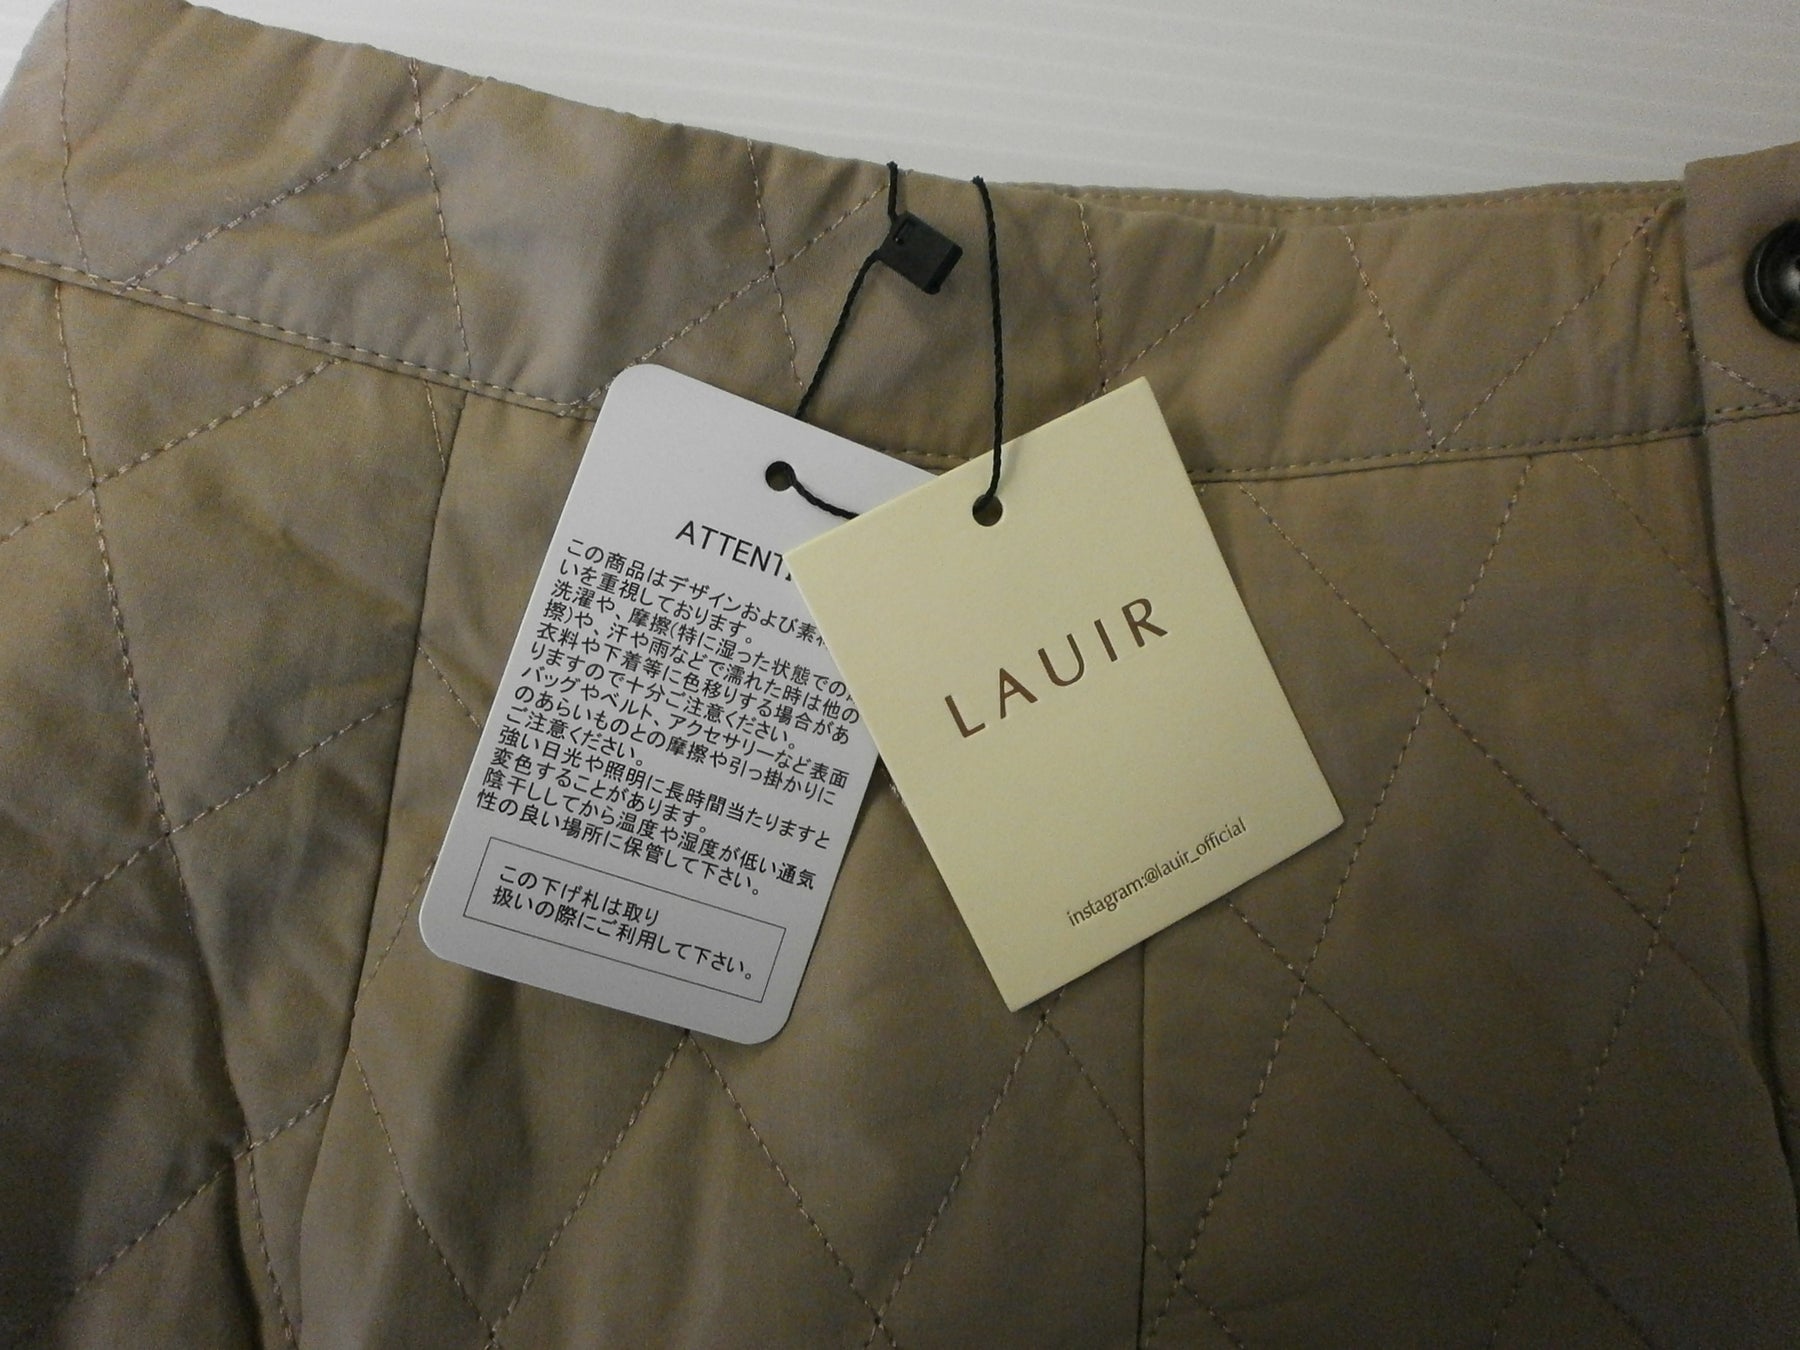 ATTENT
この商品はデザインおよび素
いを重視しております。
洗濯や、摩擦(特に湿った状態での
擦)や、汗や雨などで濡れた時は他の
衣料や下着等に色移りする場合があ
りますので十分ご注意ください。
バッグやベルト、アクセサリーなど表面
のあらいものとの摩擦や引っ掛かりに
ご注意ください。
強い日光や照明に長時間当たりますと
変色することがあります。
陰干ししてから温度や湿度が低い通気
性の良い場所に保管して下さい。
この下げ札は取り
扱いの際にご利用して下さい。
LAUIR
instagram:@lauir_official